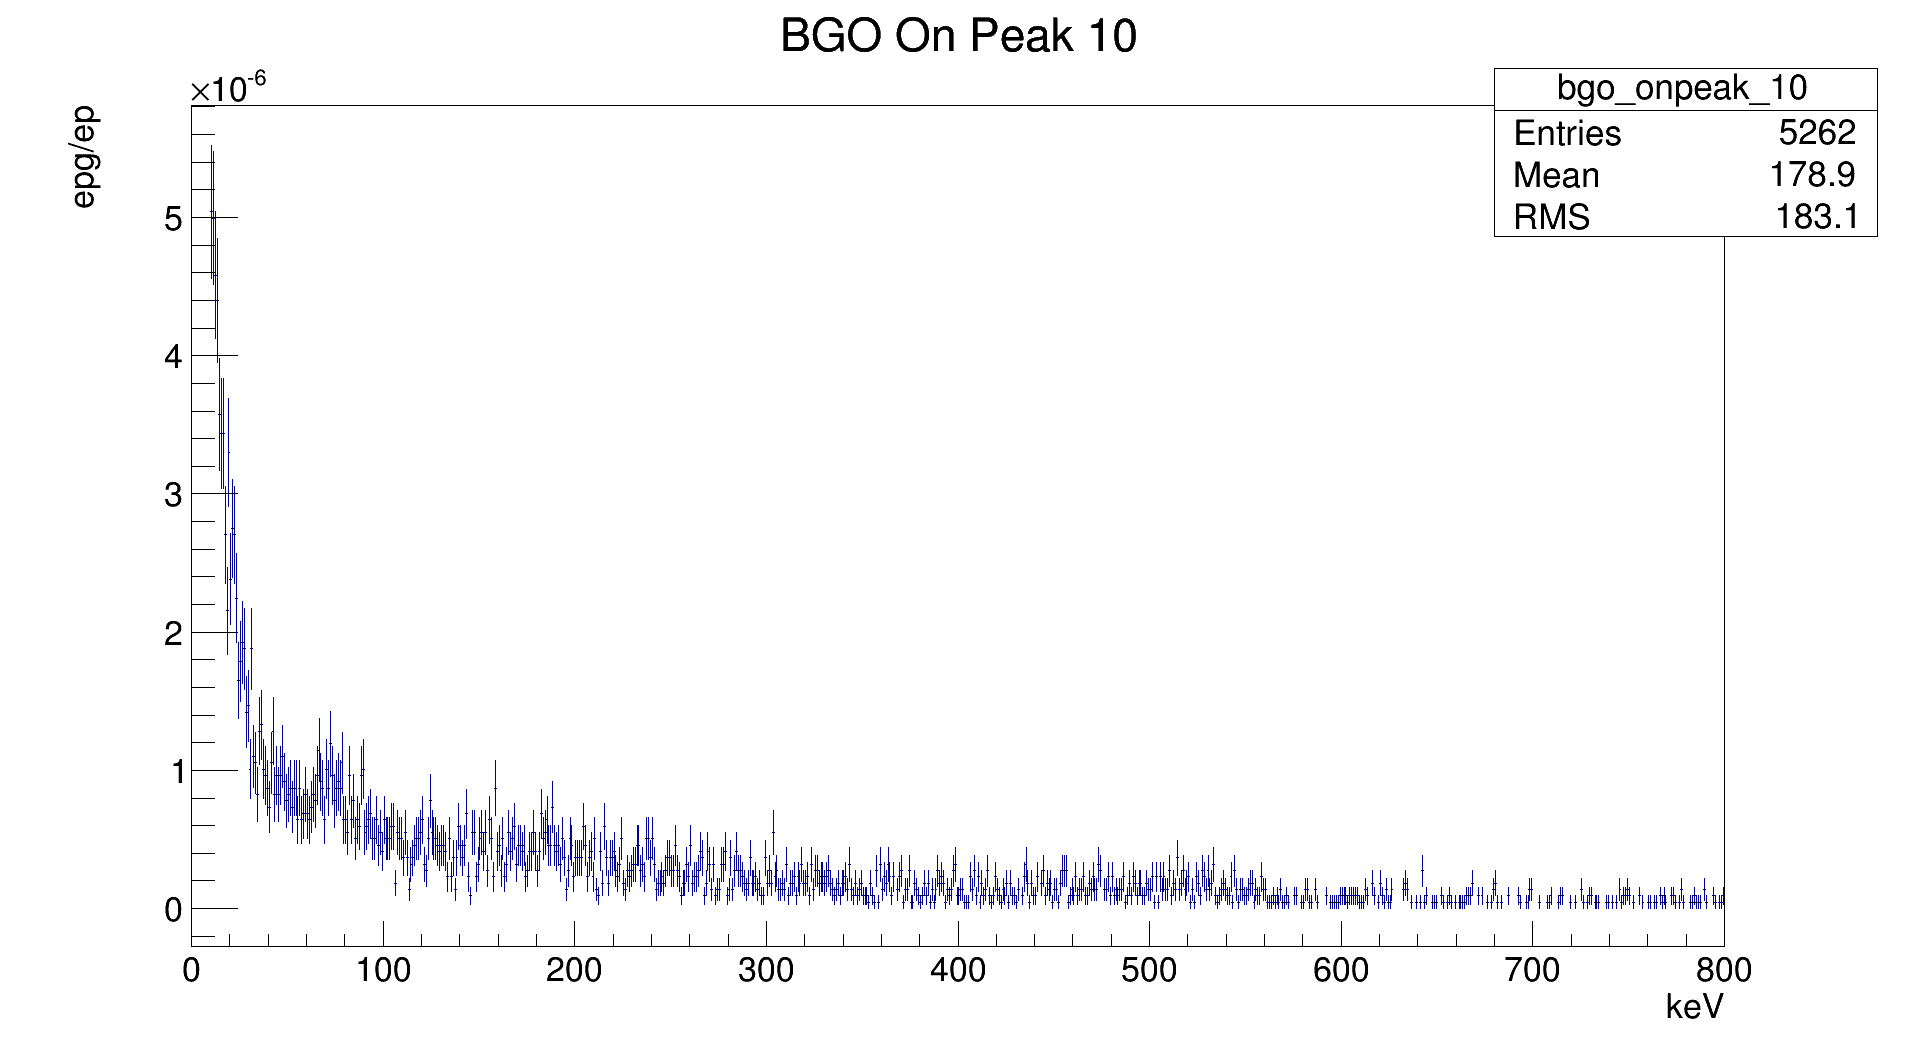 BGO On Peak 10
×10-6
epg/ep
bgo_onpeak_10
Entries 5262
Mean 178.9
RMS 183.1
5
4
3
2
1
0
0 100 200 300 400 500 600 700 800
keV